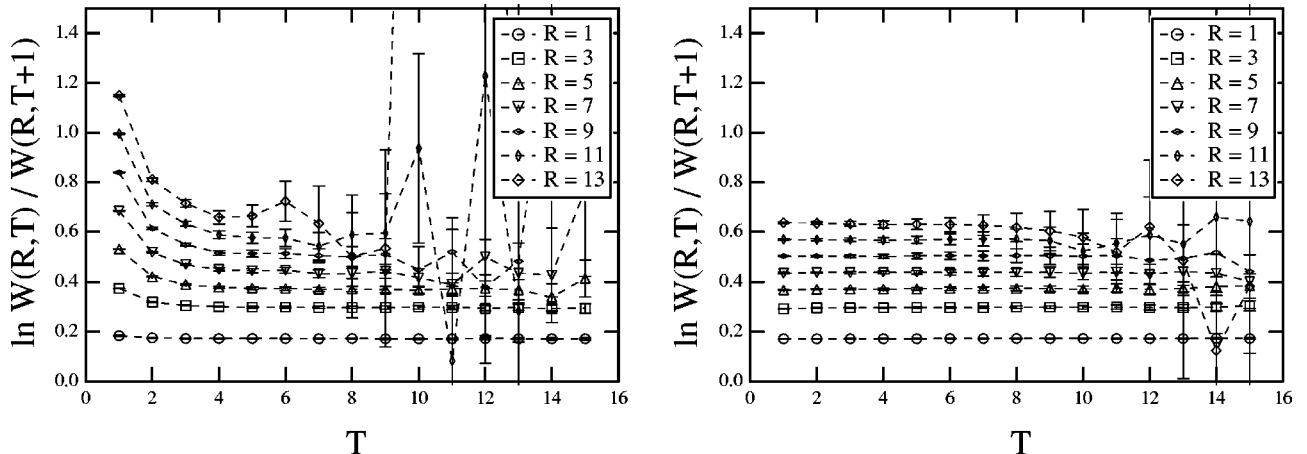 ln W(R,T) / W(R,T+1)
1.4
1.2
1.0
0.8
0.6
0.4
0.2
0.0
0 2 4 6 8 10 12 14 16
T
R = 1
R = 3
R = 5
R = 7
R = 9
R = 11
R = 13
ln W(R,T) / W(R,T+1)
1.4
1.2
1.0
0.8
0.6
0.4
0.2
0.0
0 2 4 6 8 10 12 14 16
T
R = 1
R = 3
R = 5
R = 7
R = 9
R = 11
R = 13